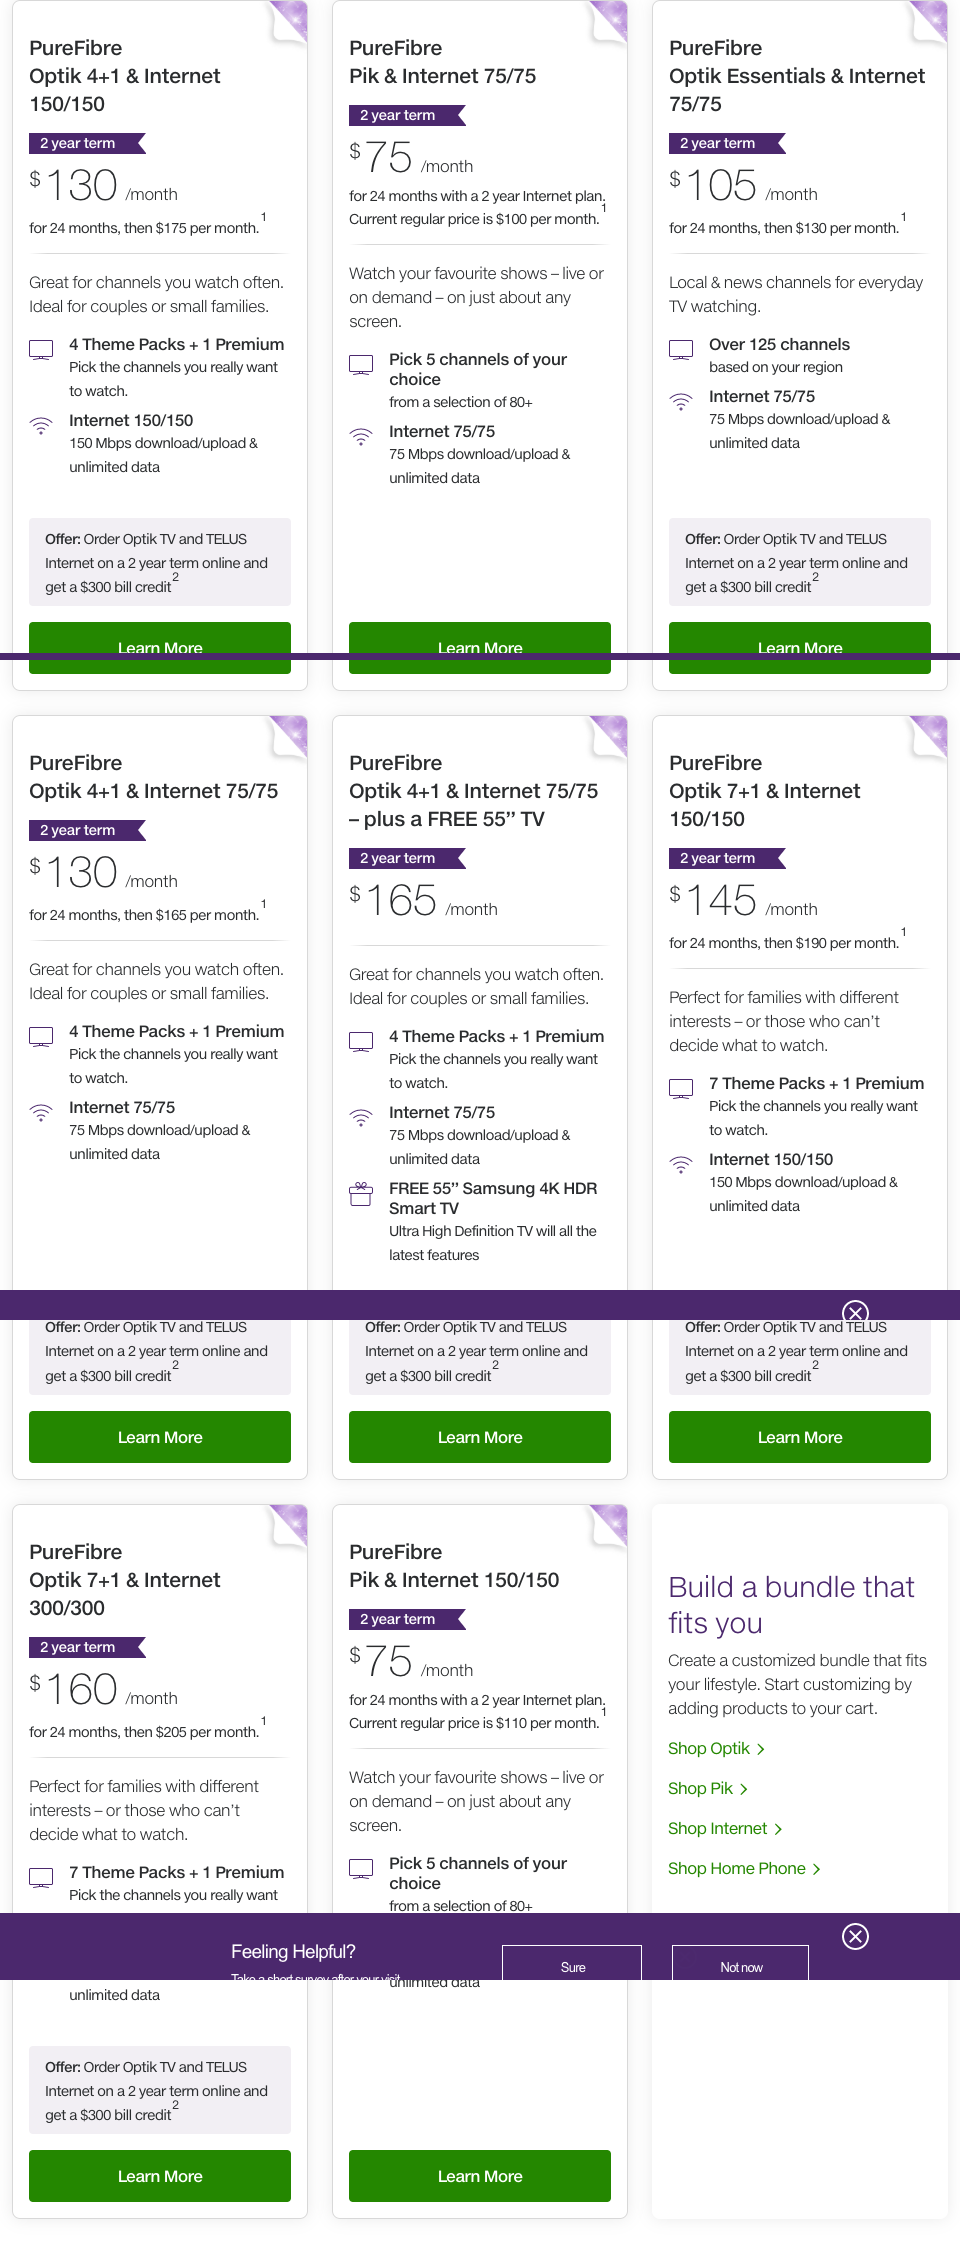 PureFibre
Optik 4+1 & Internet
150/150
2 year term
$130 /month
for 24 months, then $175 per month.1
Great for channels you watch often.
Ideal for couples or small families.
4 Theme Packs + 1 Premium
Pick the channels you really want
to watch.
Internet 150/150
150 Mbps download/upload &
unlimited data
Offer: Order Optik TV and TELUS
Internet on a 2 year term online and
get a $300 bill credit2
Learn More
PureFibre
Pik & Internet 75/75
2 year term
$75 /month
for 24 months with a 2 year Internet plan.
Current regular price is $100 per month.1
Watch your favourite shows – live or
on demand – on just about any
screen.
Pick 5 channels of your
choice
from a selection of 80+
Internet 75/75
75 Mbps download/upload &
unlimited data
Learn More
PureFibre
Optik Essentials & Internet
75/75
2 year term
$105 /month
for 24 months, then $130 per month.1
Local & news channels for everyday
TV watching.
Over 125 channels
based on your region
Internet 75/75
75 Mbps download/upload &
unlimited data
Offer: Order Optik TV and TELUS
Internet on a 2 year term online and
get a $300 bill credit2
Learn More
PureFibre
Optik 4+1 & Internet 75/75
2 year term
$130 /month
for 24 months, then $165 per month.1
Great for channels you watch often.
Ideal for couples or small families.
4 Theme Packs + 1 Premium
Pick the channels you really want
to watch.
Internet 75/75
75 Mbps download/upload &
unlimited data
Offer: Order Optik TV and TELUS
Internet on a 2 year term online and
get a $300 bill credit2
Learn More
PureFibre
Optik 4+1 & Internet 75/75
– plus a FREE 55’’ TV
2 year term
$165 /month
Great for channels you watch often.
Ideal for couples or small families.
4 Theme Packs + 1 Premium
Pick the channels you really want
to watch.
Internet 75/75
75 Mbps download/upload &
unlimited data
FREE 55’’ Samsung 4K HDR
Smart TV
Ultra High Definition TV will all the
latest features
Offer: Order Optik TV and TELUS
Internet on a 2 year term online and
get a $300 bill credit2
Learn More
PureFibre
Optik 7+1 & Internet
150/150
2 year term
$145 /month
for 24 months, then $190 per month.1
Perfect for families with different
interests – or those who can’t
decide what to watch.
7 Theme Packs + 1 Premium
Pick the channels you really want
to watch.
Internet 150/150
150 Mbps download/upload &
unlimited data
Offer: Order Optik TV and TELUS
Internet on a 2 year term online and
get a $300 bill credit2
Learn More
PureFibre
Optik 7+1 & Internet
300/300
2 year term
$160 /month
for 24 months, then $205 per month.1
Perfect for families with different
interests – or those who can’t
decide what to watch.
7 Theme Packs + 1 Premium
Pick the channels you really want
unlimited data
Offer: Order Optik TV and TELUS
Internet on a 2 year term online and
get a $300 bill credit2
Learn More
PureFibre
Pik & Internet 150/150
2 year term
$75 /month
for 24 months with a 2 year Internet plan.
Current regular price is $110 per month.1
Watch your favourite shows – live or
on demand – on just about any
screen.
Pick 5 channels of your
choice
from a selection of 80+
unlimited data
Learn More
Build a bundle that
fits you
Create a customized bundle that fits
your lifestyle. Start customizing by
adding products to your cart.
Shop Optik
Shop Pik
Shop Internet
Shop Home Phone
Feeling Helpful?
Take a short survey after your visit
Sure
Not now